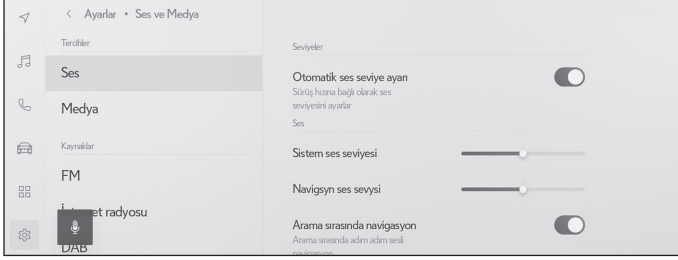 Ayarlar • Ses ve Medya
Tercihler
Ses
Medya
Kaynaklar
FM
radyosu
DAB
Seviyeler
Otomatik ses seviye ayarı
Sürüş hızına bağlı olarak ses
seviyesini ayarlar
Ses
Sistem ses seviyesi
Navigsyn ses sevysi
Arama sırasında navigasyon
Arama sırasında adım adım sesli
navigasyon